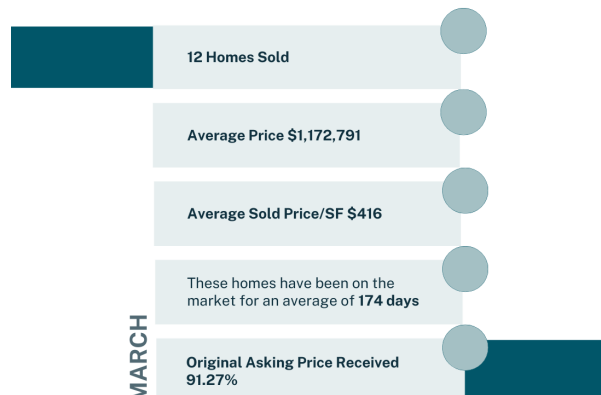 12 Homes Sold
Average Price $1,172,791
Average Sold Price/SF $416
These homes have been on the
market for an average of 174 days
MARCH
Original Asking Price Received
91.27%